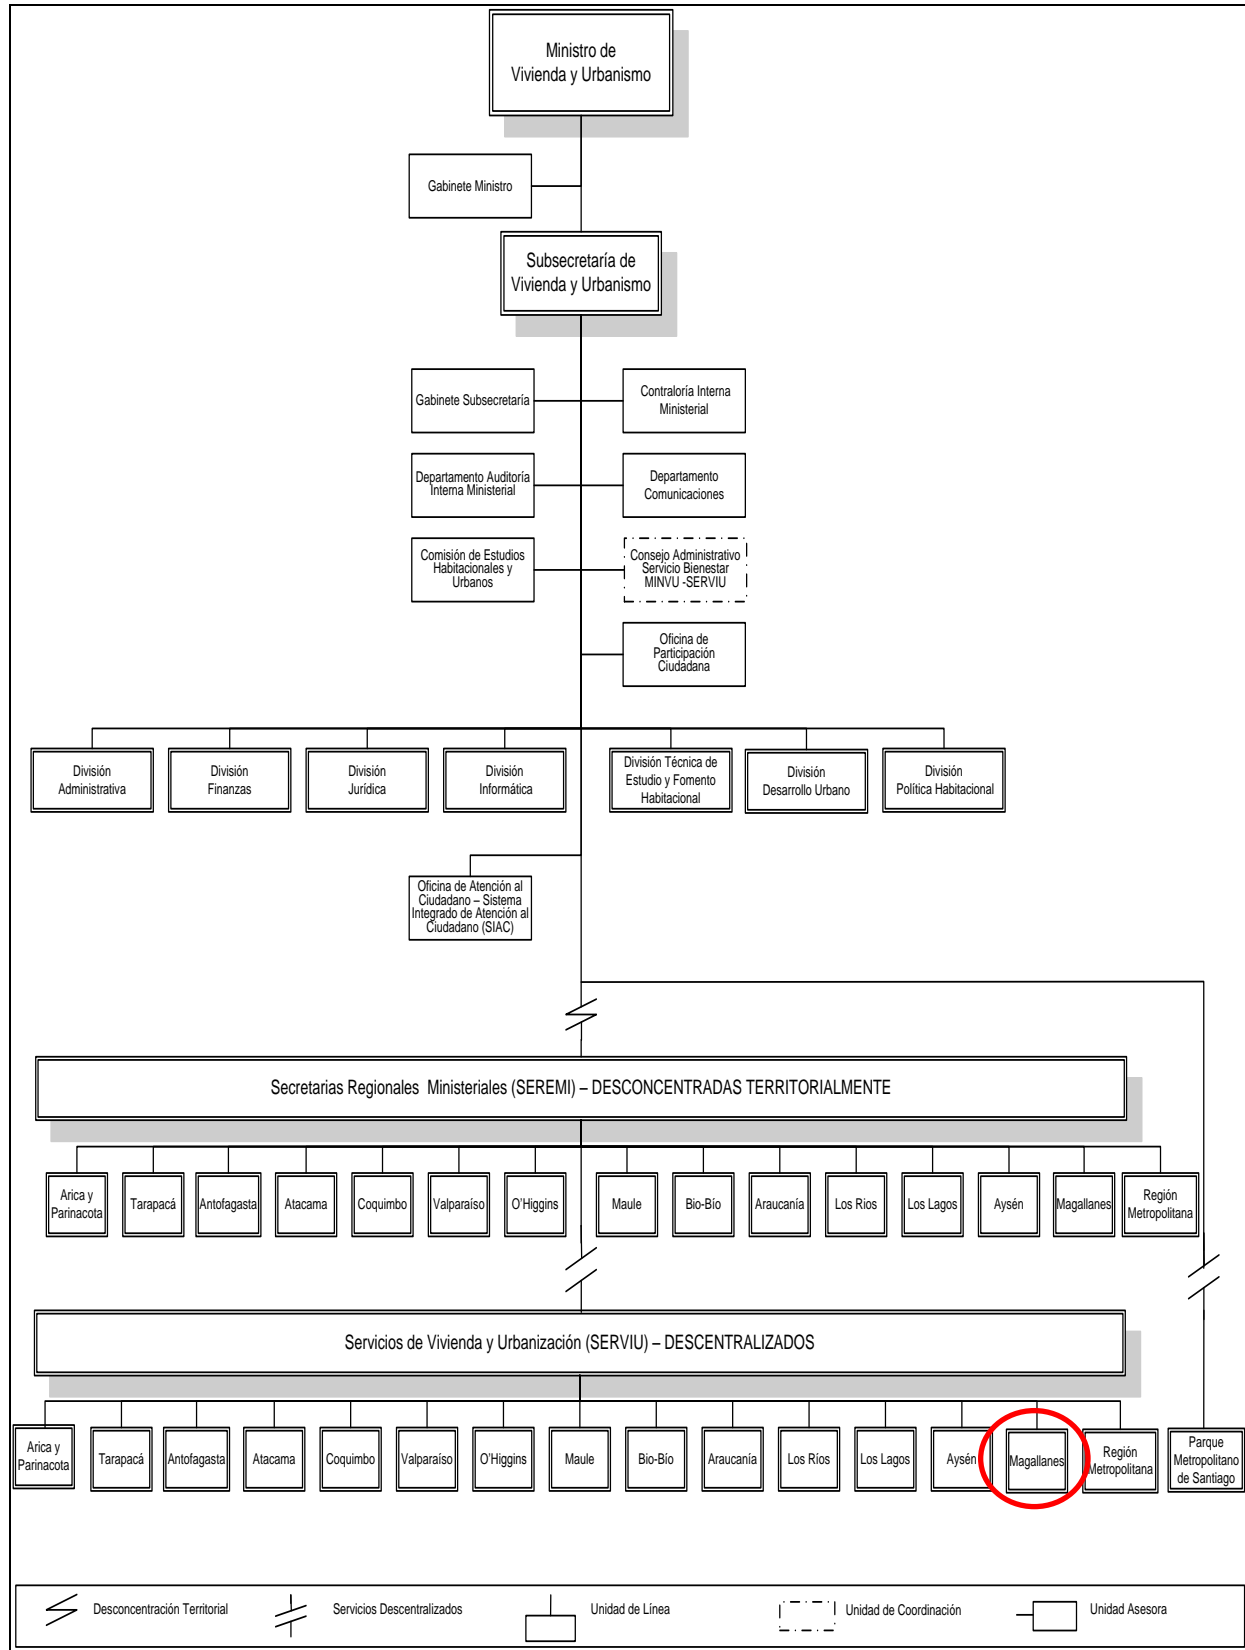 Ministro de
Vivienda y Urbanismo
Gabinete Ministro
Subsecretaría de
Vivienda y Urbanismo
Gabinete Subsecretaría
Contraloría Interna
Ministerial
Departamento Auditoría
Interna Ministerial
Departamento
Comunicaciones
Comisión de Estudios
Habitacionales y
Urbanos
Consejo Administrativo
Servicio Bienestar
MINVU -SERVIU
Oficina de
Participación
Ciudadana
División
Administrativa
División
Finanzas
División
Jurídica
División
Informática
División Técnica de
Estudio y Fomento
Habitacional
División
Desarrollo Urbano
División
Política Habitacional
Oficina de Atención al
Ciudadano – Sistema
Integrado de Atención al
Ciudadano (SIAC)
Secretarias Regionales  Ministeriales (SEREMI) – DESCONCENTRADAS TERRITORIALMENTE
Arica y
Parinacota
Tarapacá
Antofagasta
Atacama
Coquimbo
Valparaíso
O'Higgins
Maule
Bio-Bío
Araucanía
Los Rios
Los Lagos
Aysén
Magallanes
Región
Metropolitana
Servicios de Vivienda y Urbanización (SERVIU) – DESCENTRALIZADOS
Arica y
Parinacota
Tarapacá
Antofagasta
Atacama
Coquimbo
Valparaíso
O'Higgins
Maule
Bio-Bío
Araucanía
Los Ríos
Los Lagos
Aysén
Magallanes
Región
Metropolitana
Parque
Metropolitano
de Santiago
Desconcentración Territorial
Servicios Descentralizados
Unidad de Línea
Unidad de Coordinación
Unidad Asesora